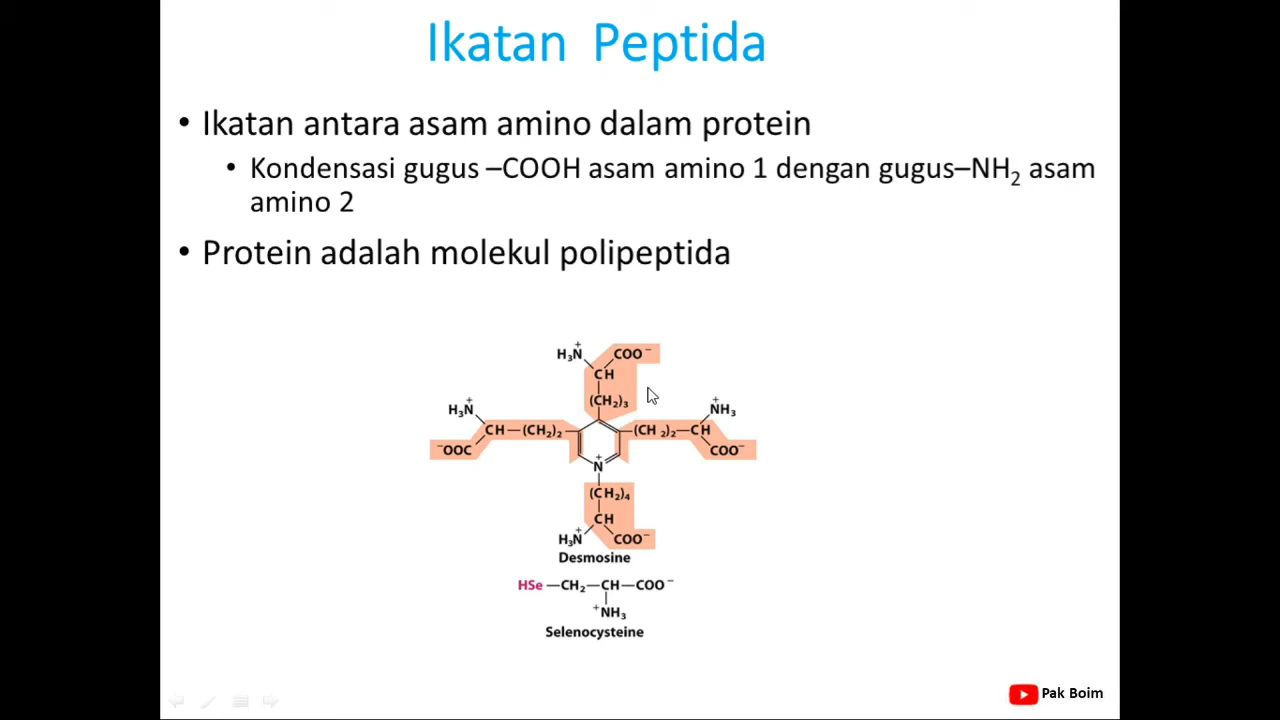 Ikatan Peptida
• Ikatan antara asam amino dalam protein
• Kondensasi gugus –COOH asam amino 1 dengan gugus–NH₂ asam
amino 2
• Protein adalah molekul polipeptida
H₃N⁺ COO⁻
CH
(CH₂)₃
H₃N⁺ ⁺NH₃
CH—(CH₂)₂ (CH₂)₂—CH
⁻OOC COO⁻
N⁺
(CH₂)₄
CH
H₃N⁺ COO⁻
Desmosine
HSe—CH₂—CH—COO⁻
⁺NH₃
Selenocysteine
Pak Boim